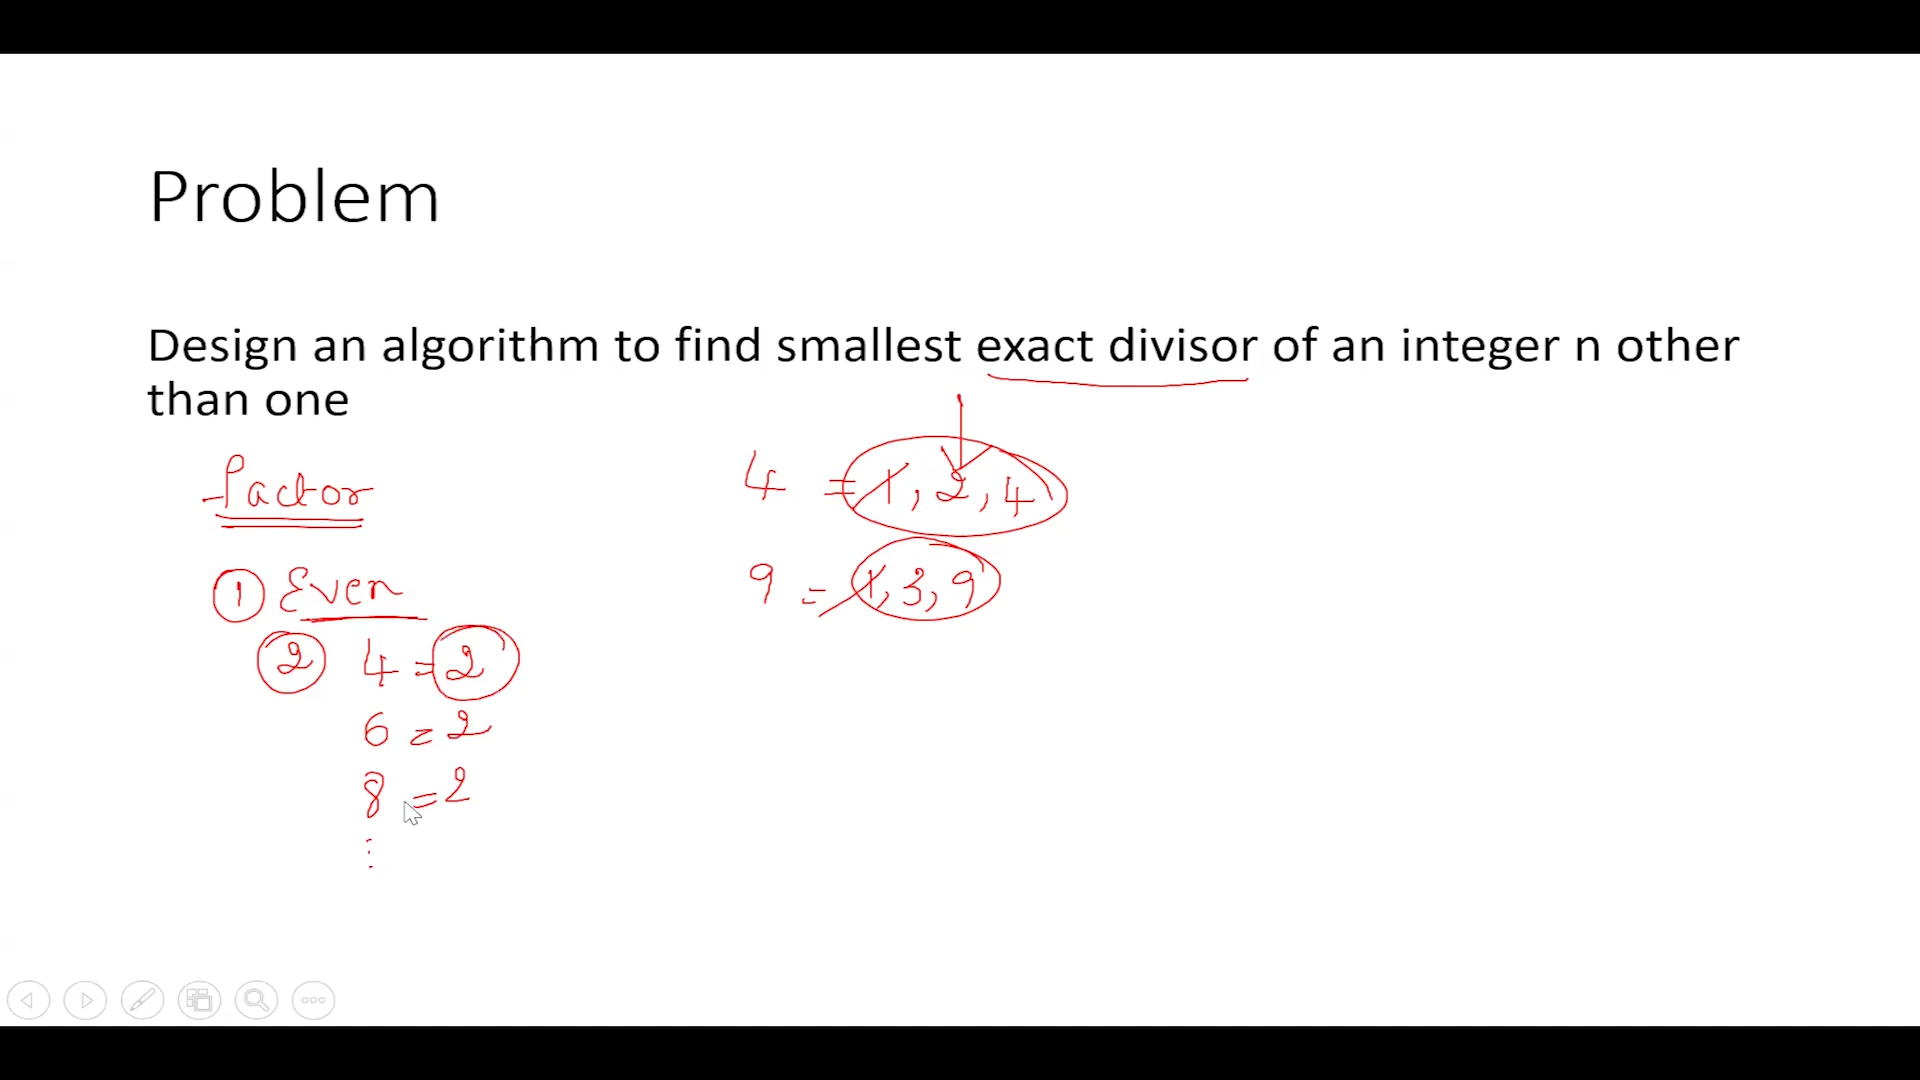 Problem
Design an algorithm to find smallest exact divisor of an integer n other
than one
Factor
4 = 1, 2, 4
9 = 1, 3, 9
① Even
② 4 = 2
6 = 2
8 = 2
⋮